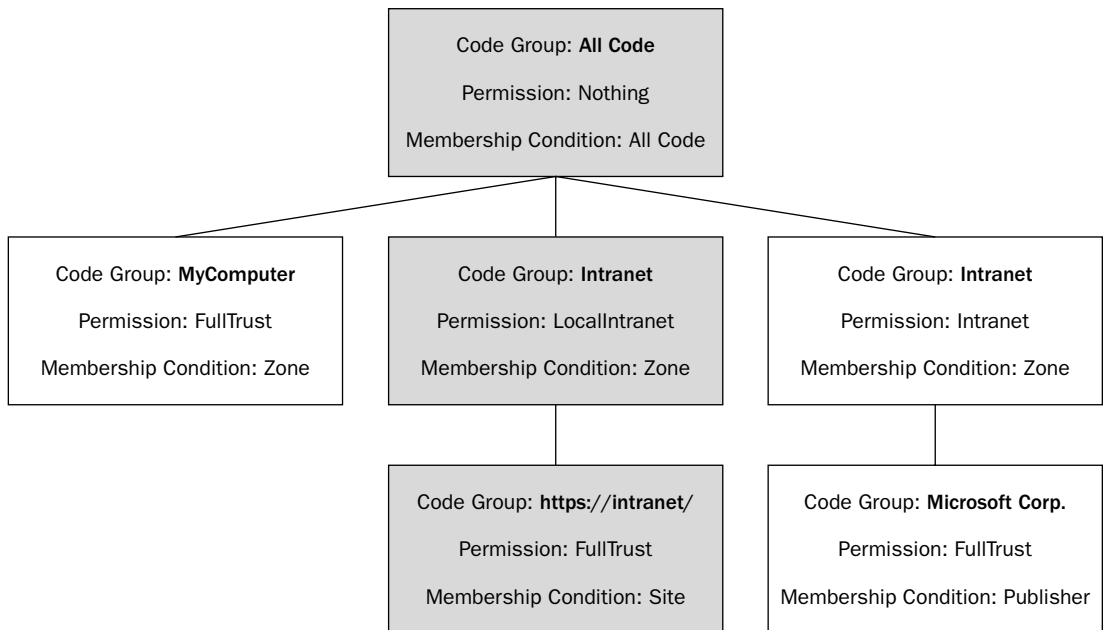 Code Group: All Code
Permission: Nothing
Membership Condition: All Code
Code Group: MyComputer
Permission: FullTrust
Membership Condition: Zone
Code Group: Intranet
Permission: LocalIntranet
Membership Condition: Zone
Code Group: Intranet
Permission: Intranet
Membership Condition: Zone
Code Group: https://intranet/
Permission: FullTrust
Membership Condition: Site
Code Group: Microsoft Corp.
Permission: FullTrust
Membership Condition: Publisher